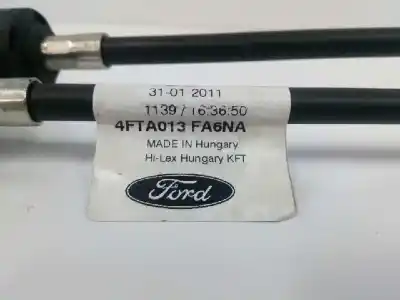 31-01 2011
1139 / 16:36:50
4FTA013 FA6NA
MADE IN Hungary
Hi-Lex Hungary KFT
Ford